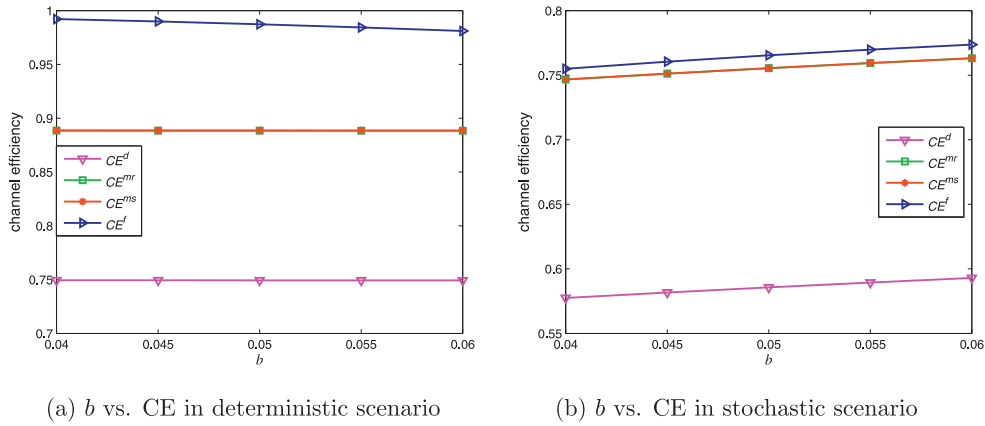 1
0.95
0.9
0.85
0.8
0.75
0.7
channel efficiency
CE^d
CE^mr
CE^ms
CE^f
0.04 0.045 0.05 0.055 0.06
b
(a) b vs. CE in deterministic scenario
0.8
0.75
0.7
0.65
0.6
0.55
channel efficiency
CE^d
CE^mr
CE^ms
CE^f
0.04 0.045 0.05 0.055 0.06
b
(b) b vs. CE in stochastic scenario